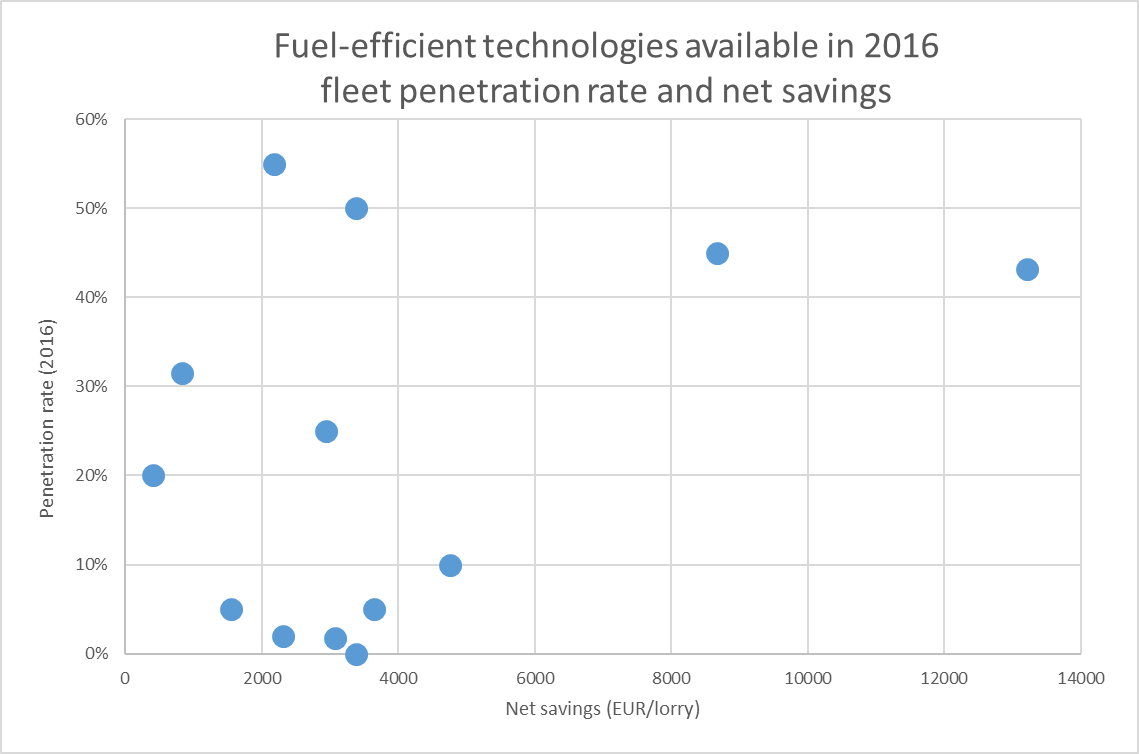 Fuel-efficient technologies available in 2016
fleet penetration rate and net savings
60%
50%
40%
30%
20%
10%
0%
Penetration rate (2016)
0 2000 4000 6000 8000 10000 12000 14000
Net savings (EUR/lorry)